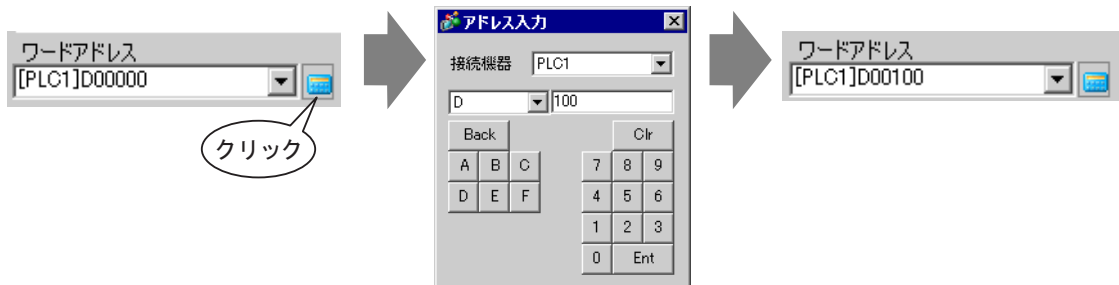 ワードアドレス
[PLC1]D00000
クリック
アドレス入力
接続機器 PLC1
D 100
Back Clr
A B C 7 8 9
D E F 4 5 6
1 2 3
0 Ent
ワードアドレス
[PLC1]D00100